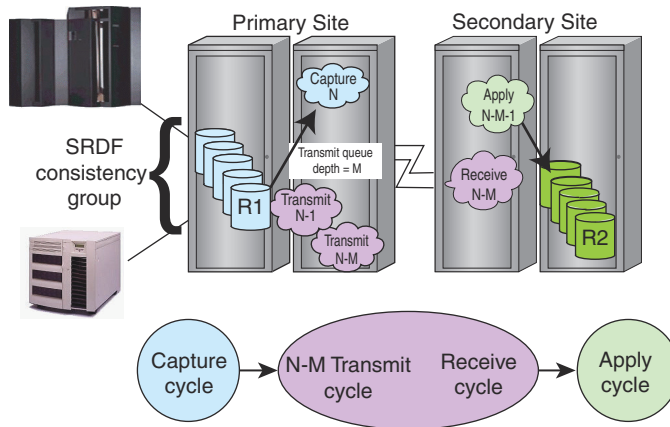 Primary Site
Secondary Site
SRDF
consistency
group
Capture
N
Transmit queue
depth = M
R1
Transmit
N-1
Transmit
N-M
Apply
N-M-1
Receive
N-M
R2
Capture
cycle
N-M Transmit
cycle
Receive
cycle
Apply
cycle